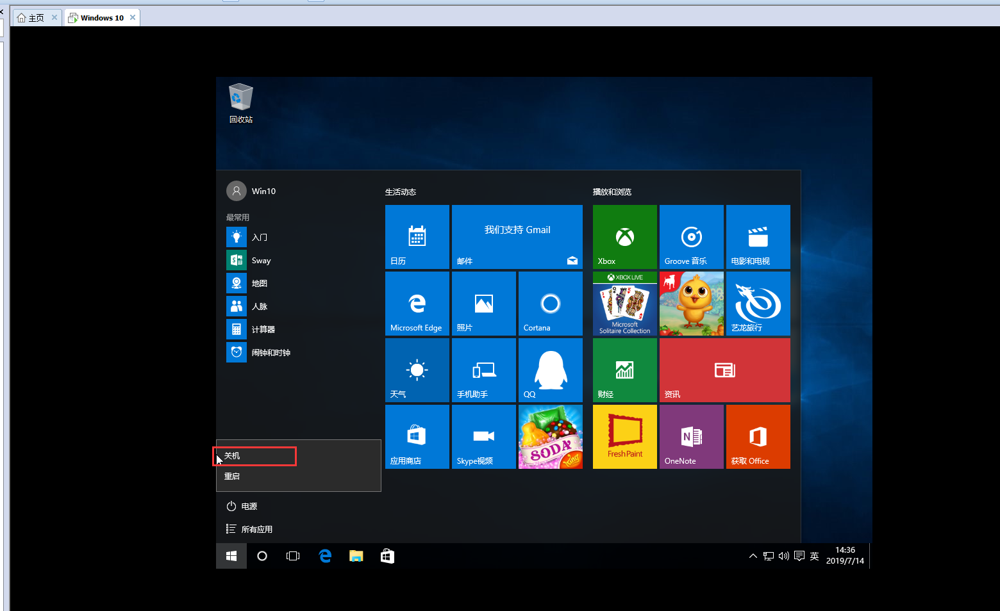 主页
Windows 10
回收站
Win10
最常用
入门
Sway
地图
人脉
计算器
闹钟和时钟
关机
重启
电源
所有应用
生活动态
日历
我们支持 Gmail
邮件
Microsoft Edge
照片
Cortana
天气
手机助手
QQ
应用商店
Skype视频
SODA
King
播放和浏览
Xbox
Groove 音乐
电影和电视
XBOX LIVE
Microsoft
Solitaire Collection
艺龙旅行
财经
资讯
Fresh Paint
OneNote
获取 Office
英
14:36
2019/7/14